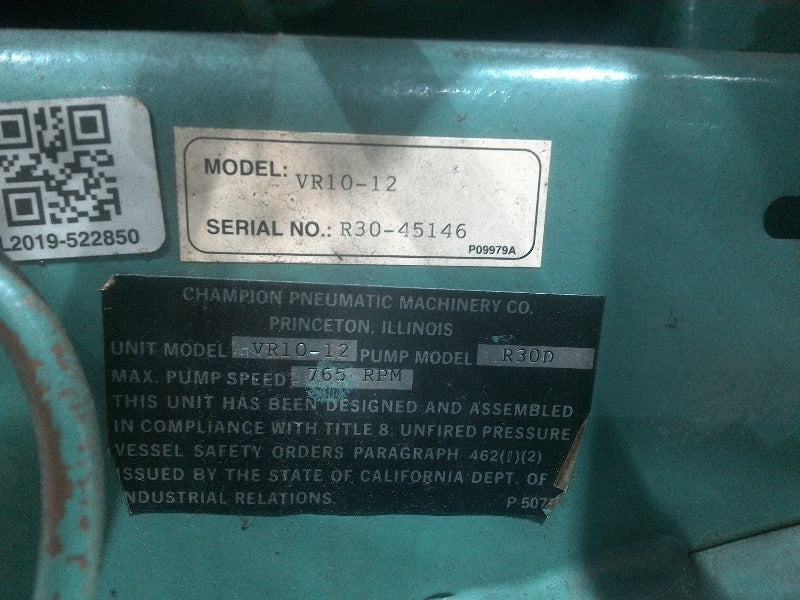 L2019-522850
MODEL: VR10-12
SERIAL NO.: R30-45146
P09979A
CHAMPION PNEUMATIC MACHINERY CO.
PRINCETON, ILLINOIS
UNIT MODEL VR10-12 PUMP MODEL R30D
MAX. PUMP SPEED: 765 RPM
THIS UNIT HAS BEEN DESIGNED AND ASSEMBLED
IN COMPLIANCE WITH TITLE 8: UNFIRED PRESSURE
VESSEL SAFETY ORDERS PARAGRAPH 462(l)(2)
ISSUED BY THE STATE OF CALIFORNIA DEPT. OF
INDUSTRIAL RELATIONS
P-507